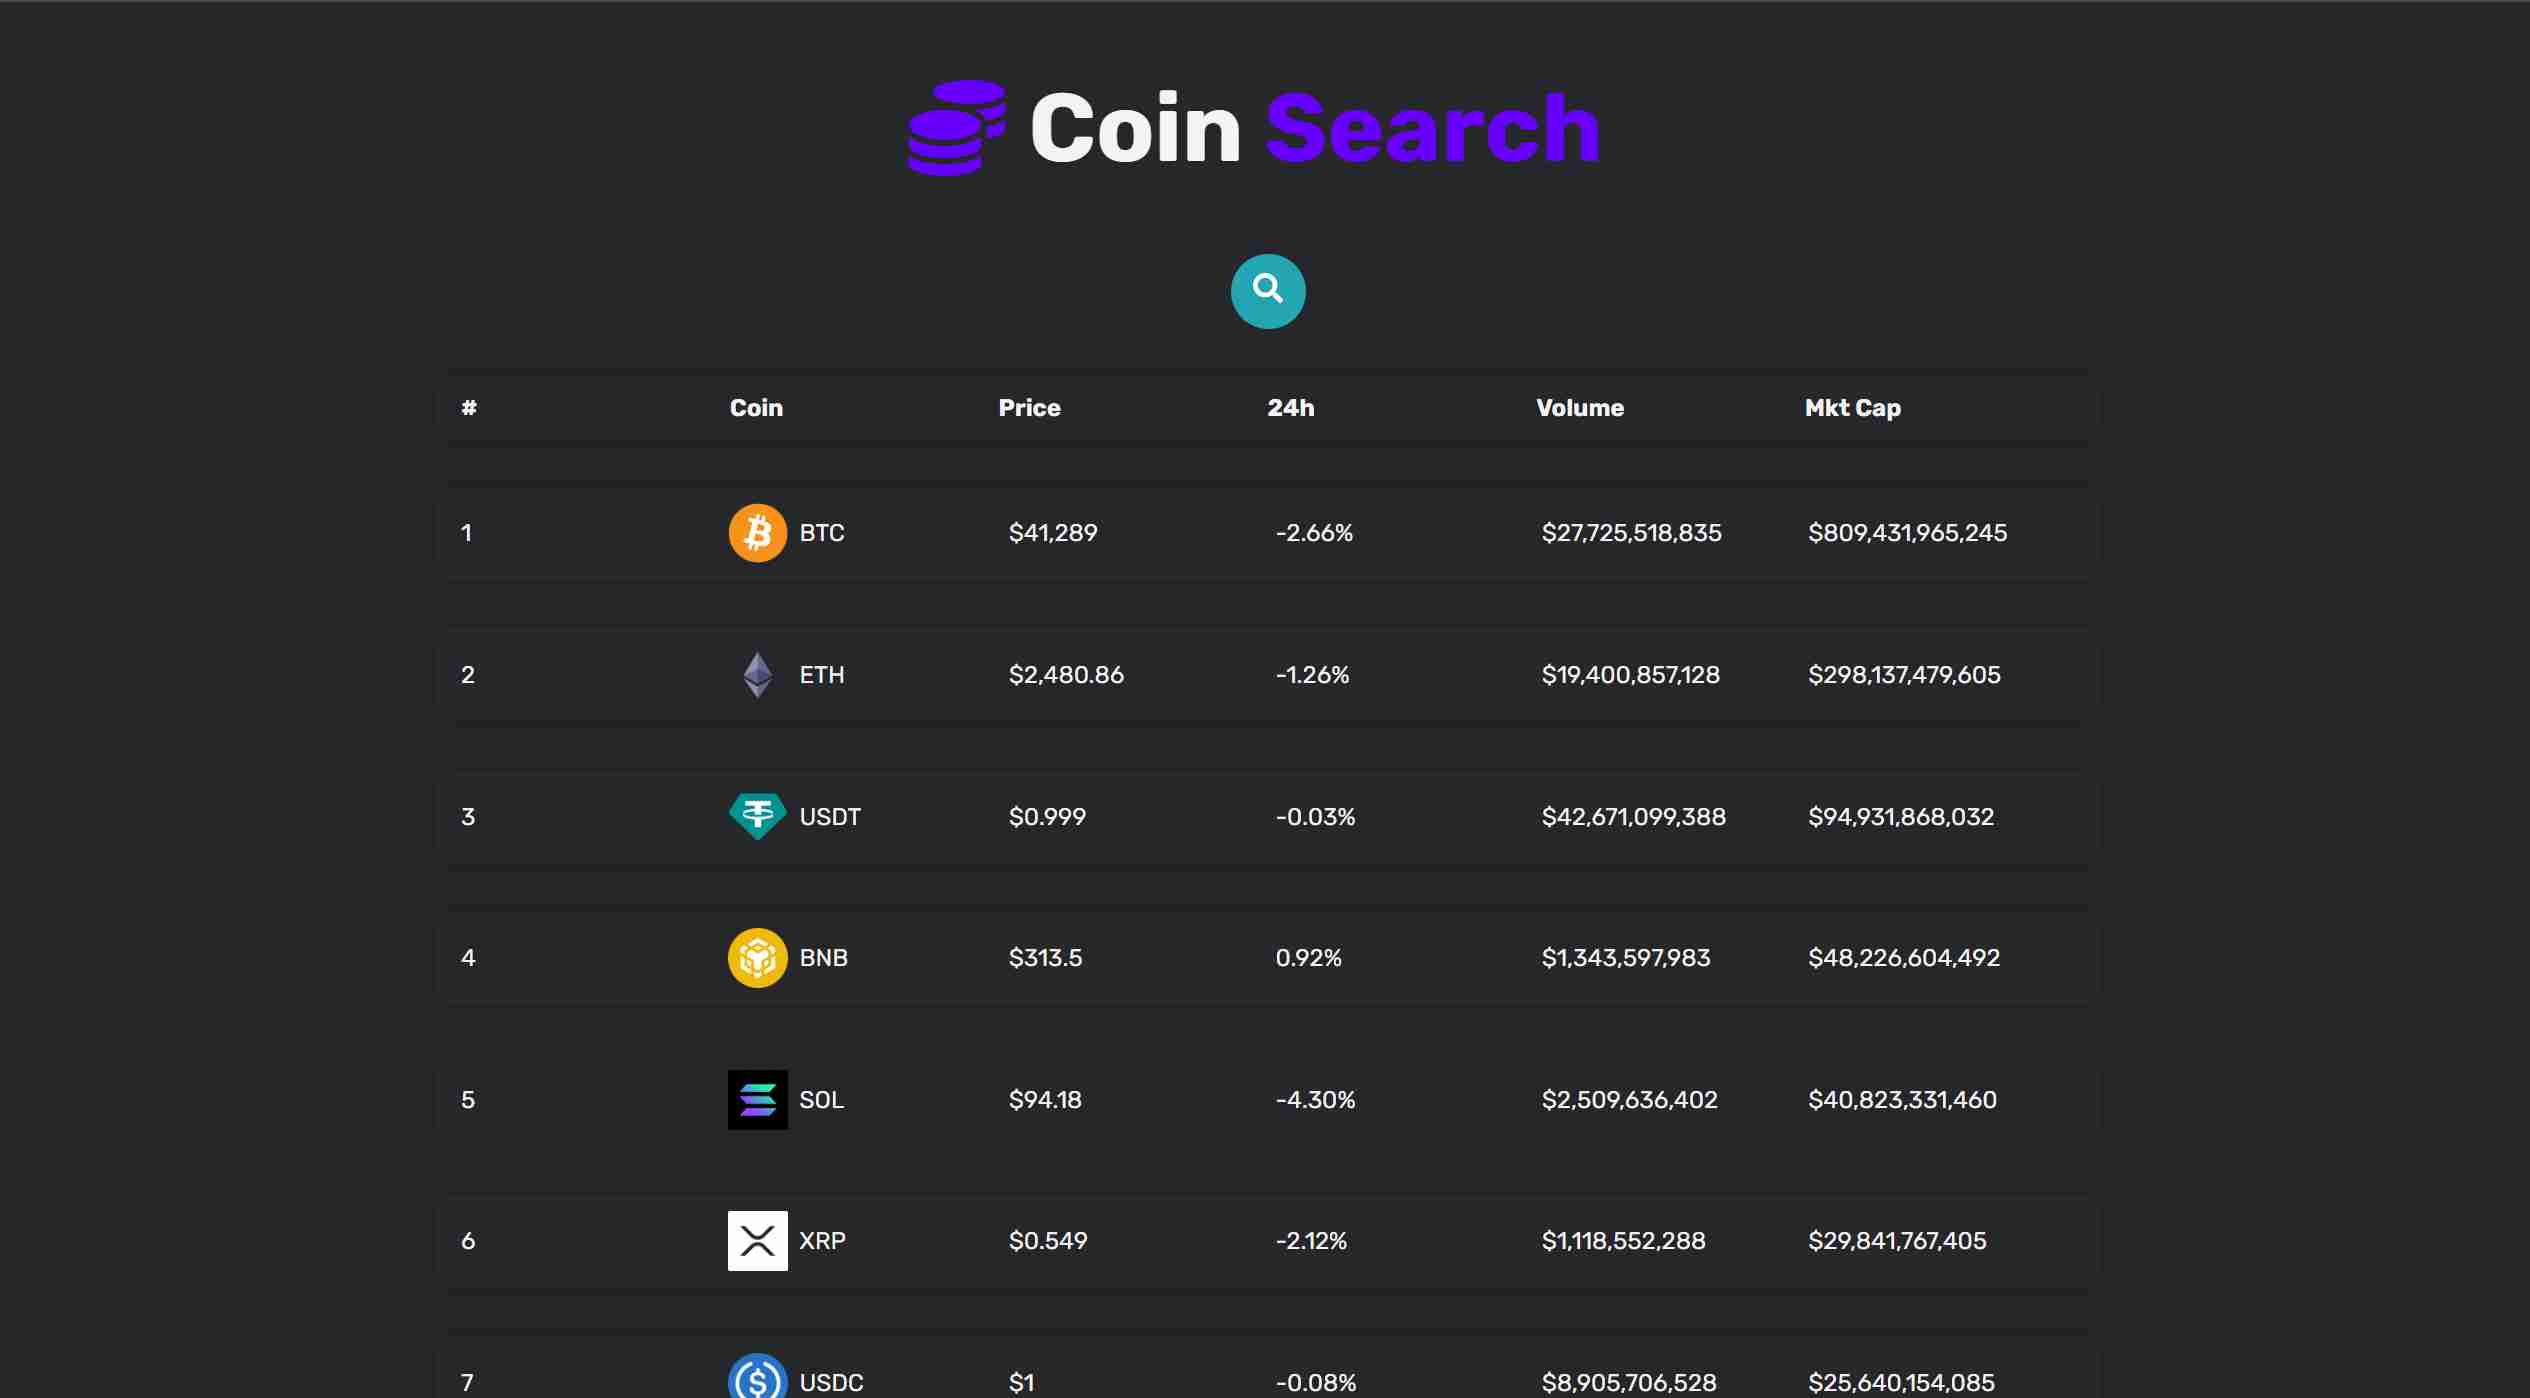 Coin Search
# Coin Price 24h Volume Mkt Cap
1 BTC $41,289 -2.66% $27,725,518,835 $809,431,965,245
2 ETH $2,480.86 -1.26% $19,400,857,128 $298,137,479,605
3 USDT $0.999 -0.03% $42,671,099,388 $94,931,868,032
4 BNB $313.5 0.92% $1,343,597,983 $48,226,604,492
5 SOL $94.18 -4.30% $2,509,636,402 $40,823,331,460
6 XRP $0.549 -2.12% $1,118,552,288 $29,841,767,405
7 USDC $1 -0.08% $8,905,706,528 $25,640,154,085